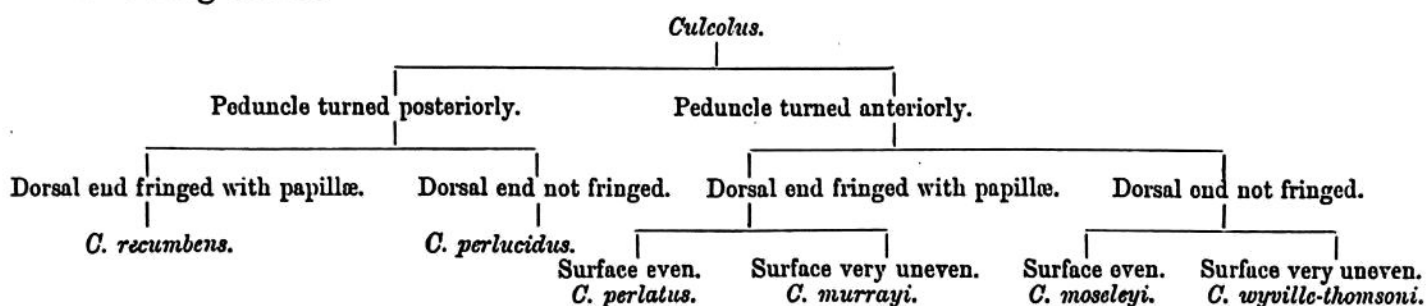 Culcolus.
Peduncle turned posteriorly. Peduncle turned anteriorly.
Dorsal end fringed with papillæ. Dorsal end not fringed. Dorsal end fringed with papillæ. Dorsal end not fringed.
C. recumbens. C. perlucidus.
Surface even. Surface very uneven. Surface even. Surface very uneven.
C. perlatus. C. murrayi. C. moseleyi. C. wyville-thomsoni.